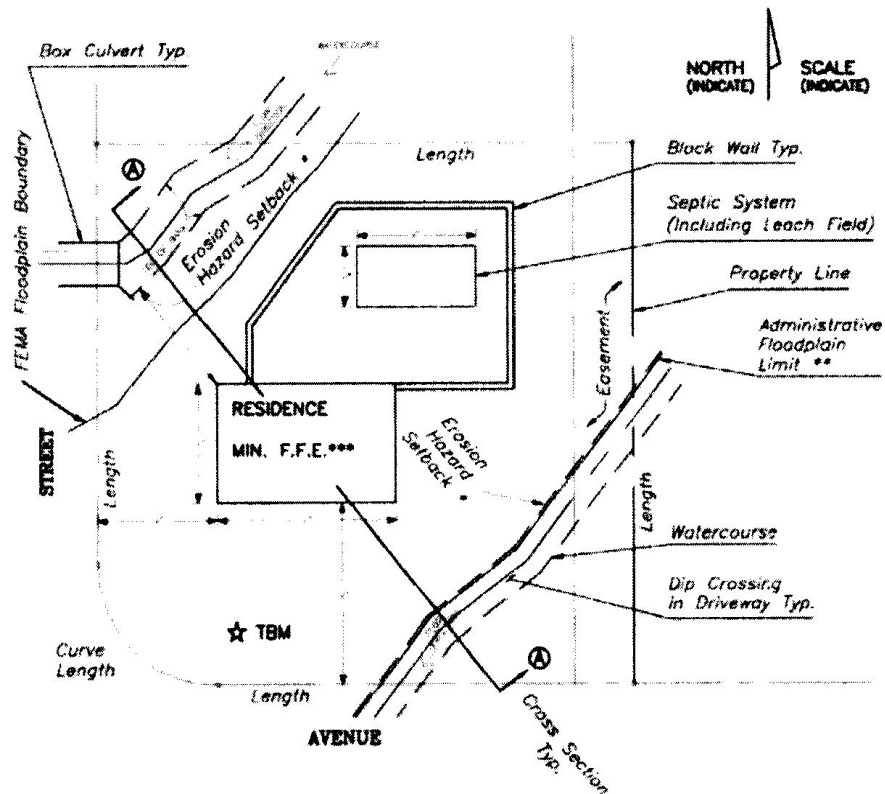 Box Culvert Typ.
WATERCOURSE
NORTH
(INDICATE)
SCALE
(INDICATE)
Length
Block Wall Typ.
Septic System
(Including Leach Field)
Property Line
Administrative
Floodplain
Limit **
FEMA Floodplain Boundary
A
Erosion
Hazard Setback *
Easement
RESIDENCE
MIN. F.F.E.***
Erosion
Hazard
Setback *
STREET
Length
Length
Watercourse
Dip Crossing
in Driveway Typ.
TBM
Curve
Length
Length
A
AVENUE
Cross Section
Typ.